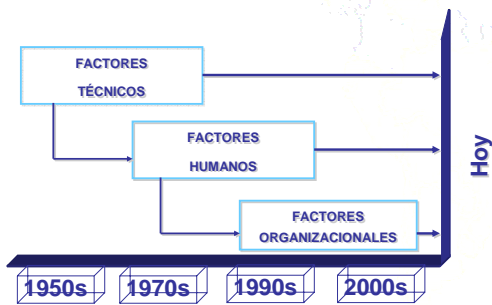 FACTORES
TÉCNICOS
FACTORES
HUMANOS
FACTORES
ORGANIZACIONALES
Hoy
1950s
1970s
1990s
2000s